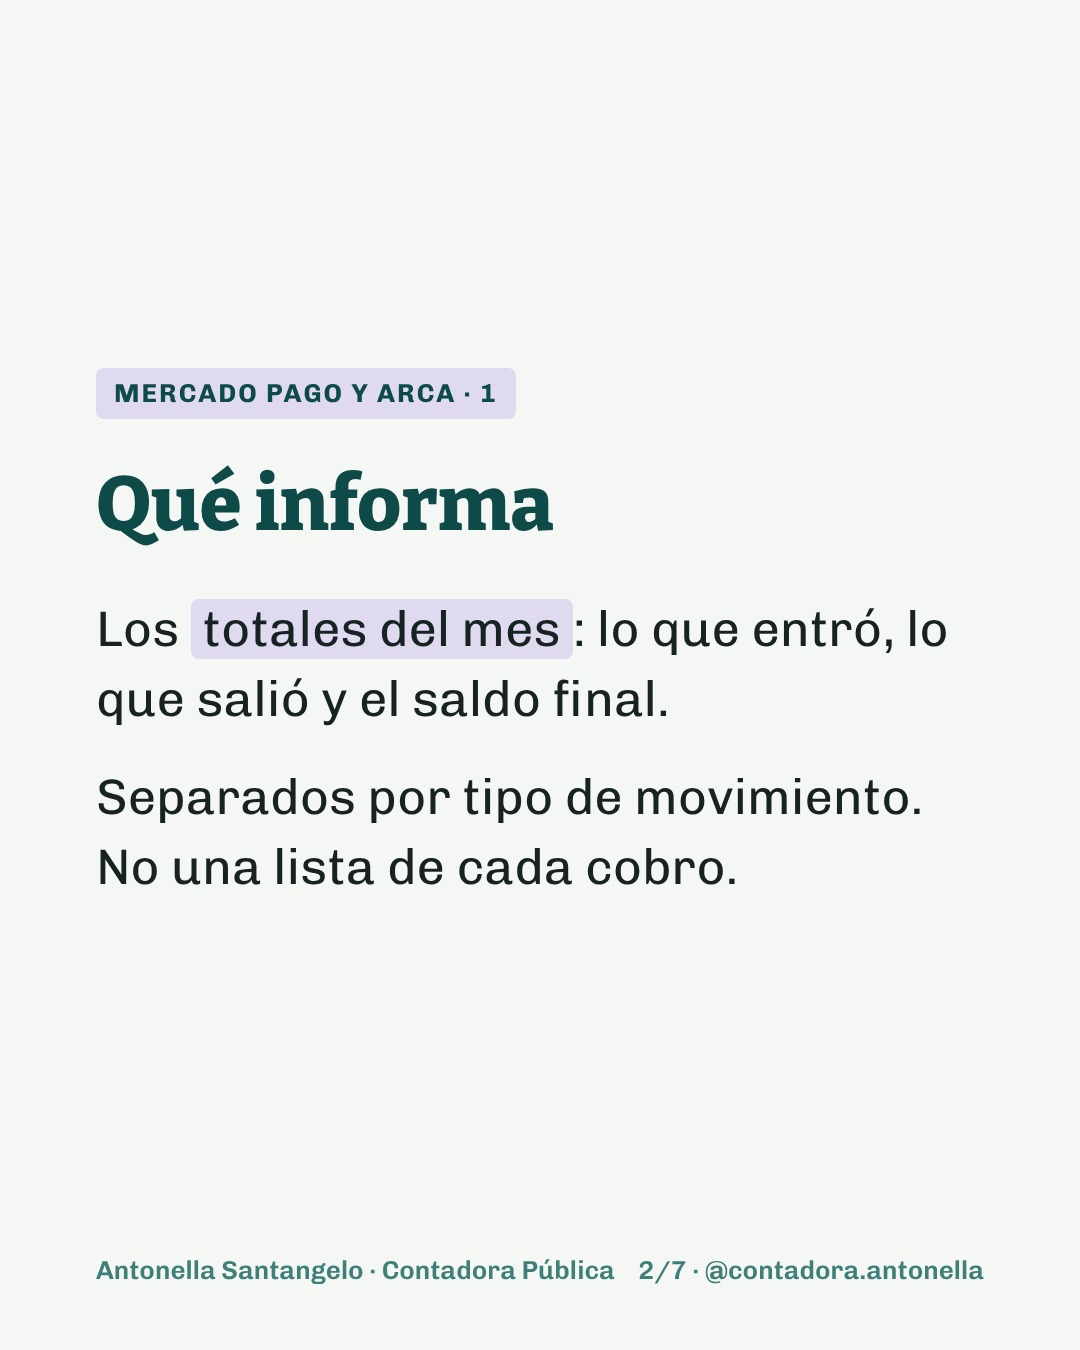 MERCADO PAGO Y ARCA · 1
Qué informa
Los totales del mes: lo que entró, lo
que salió y el saldo final.
Separados por tipo de movimiento.
No una lista de cada cobro.
Antonella Santangelo · Contadora Pública 2/7 · @contadora.antonella